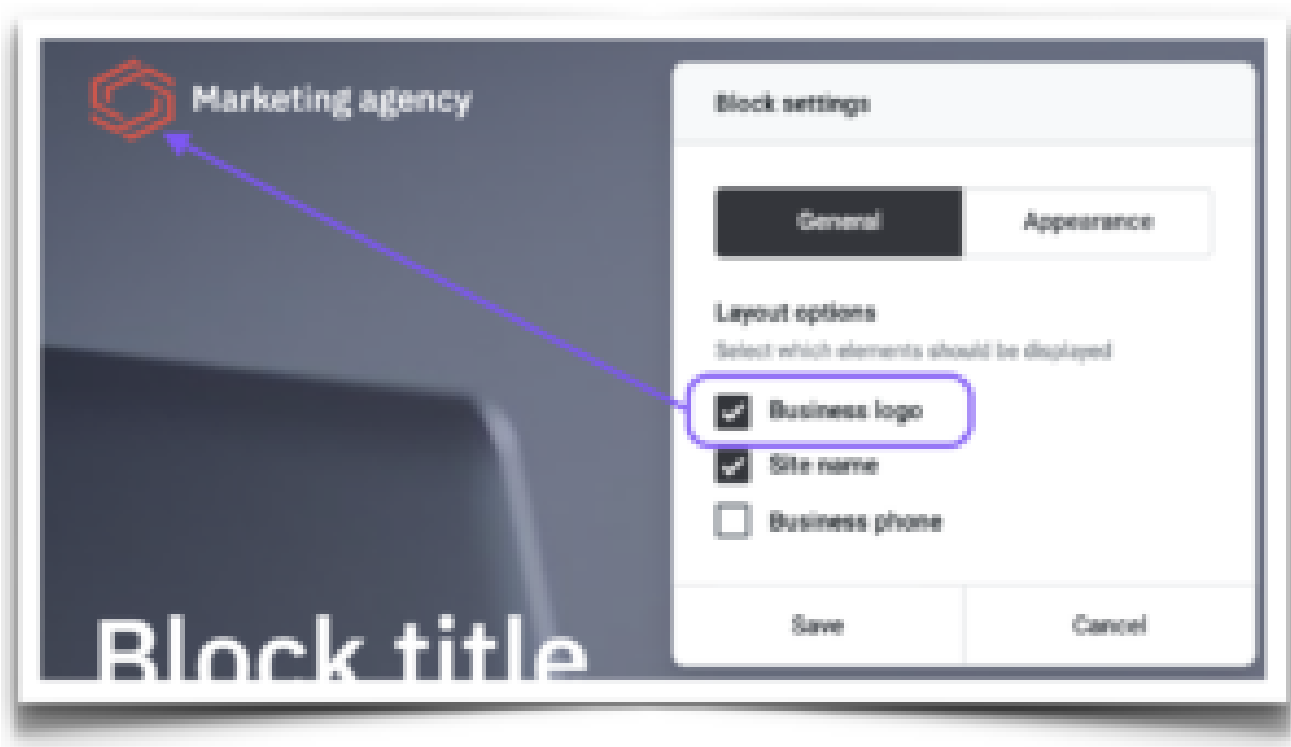 Marketing agency
Block settings
General
Appearance
Layout options
Select which elements should be displayed
Business logo
Site name
Business phone
Save
Cancel
Block title